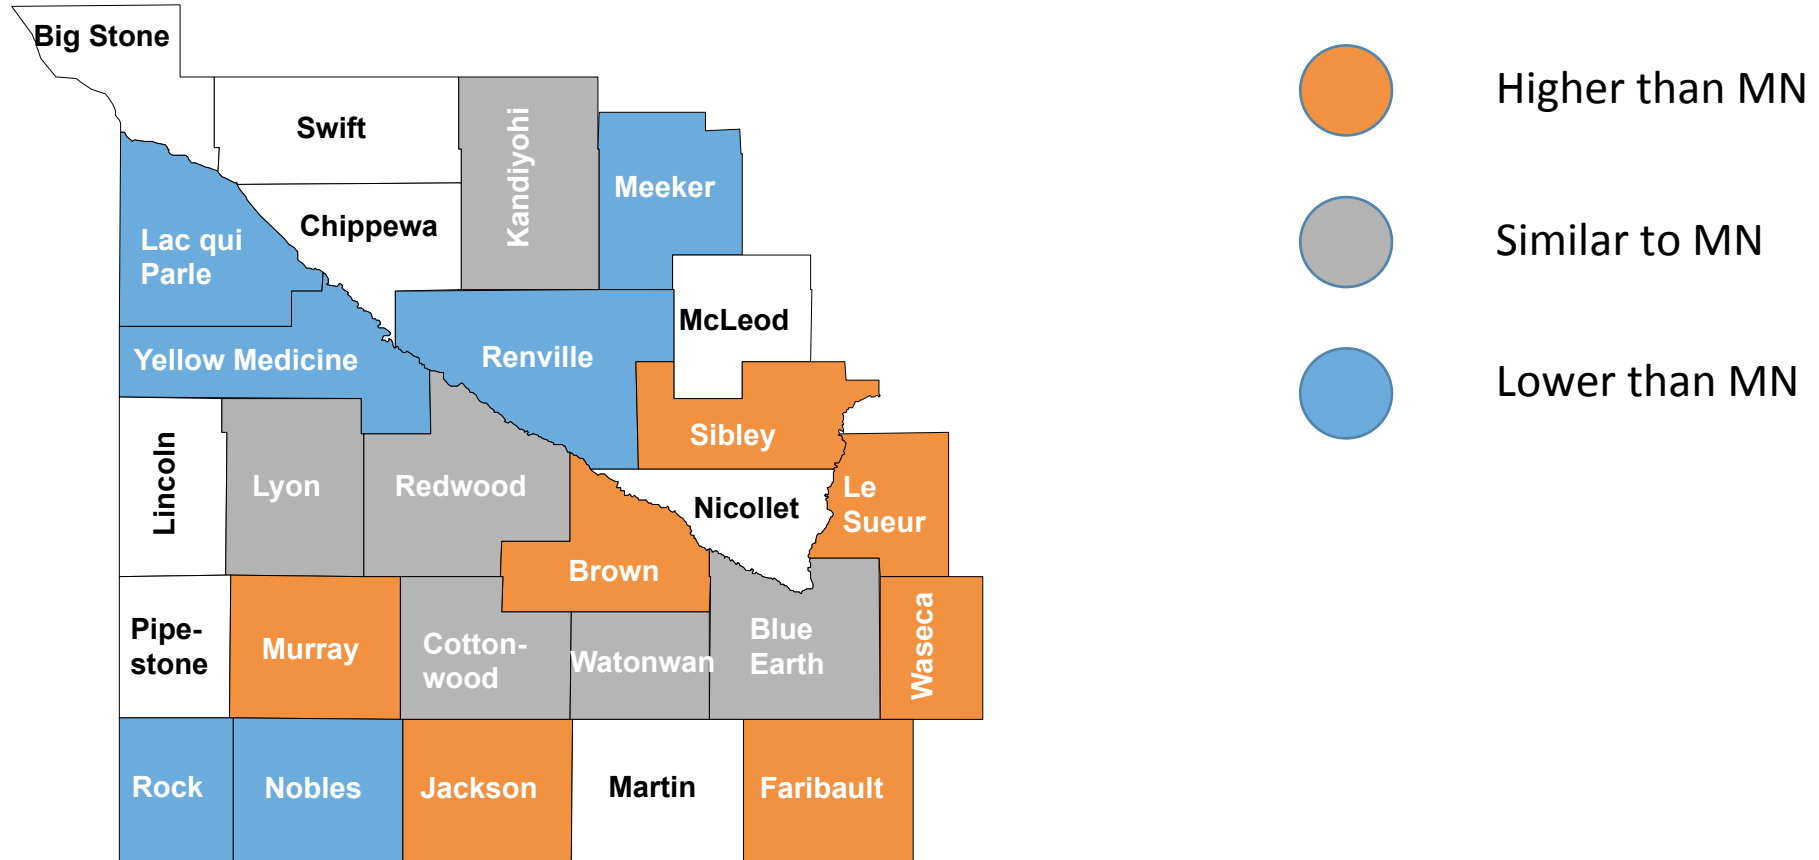 Big Stone
Swift
Kandiyohi
Meeker
Chippewa
Lac qui
Parle
McLeod
Yellow Medicine
Renville
Sibley
Lincoln
Lyon
Redwood
Nicollet
Le
Sueur
Brown
Pipe-
stone
Murray
Cotton-
wood
Watonwan
Blue
Earth
Waseca
Rock
Nobles
Jackson
Martin
Faribault
Higher than MN
Similar to MN
Lower than MN